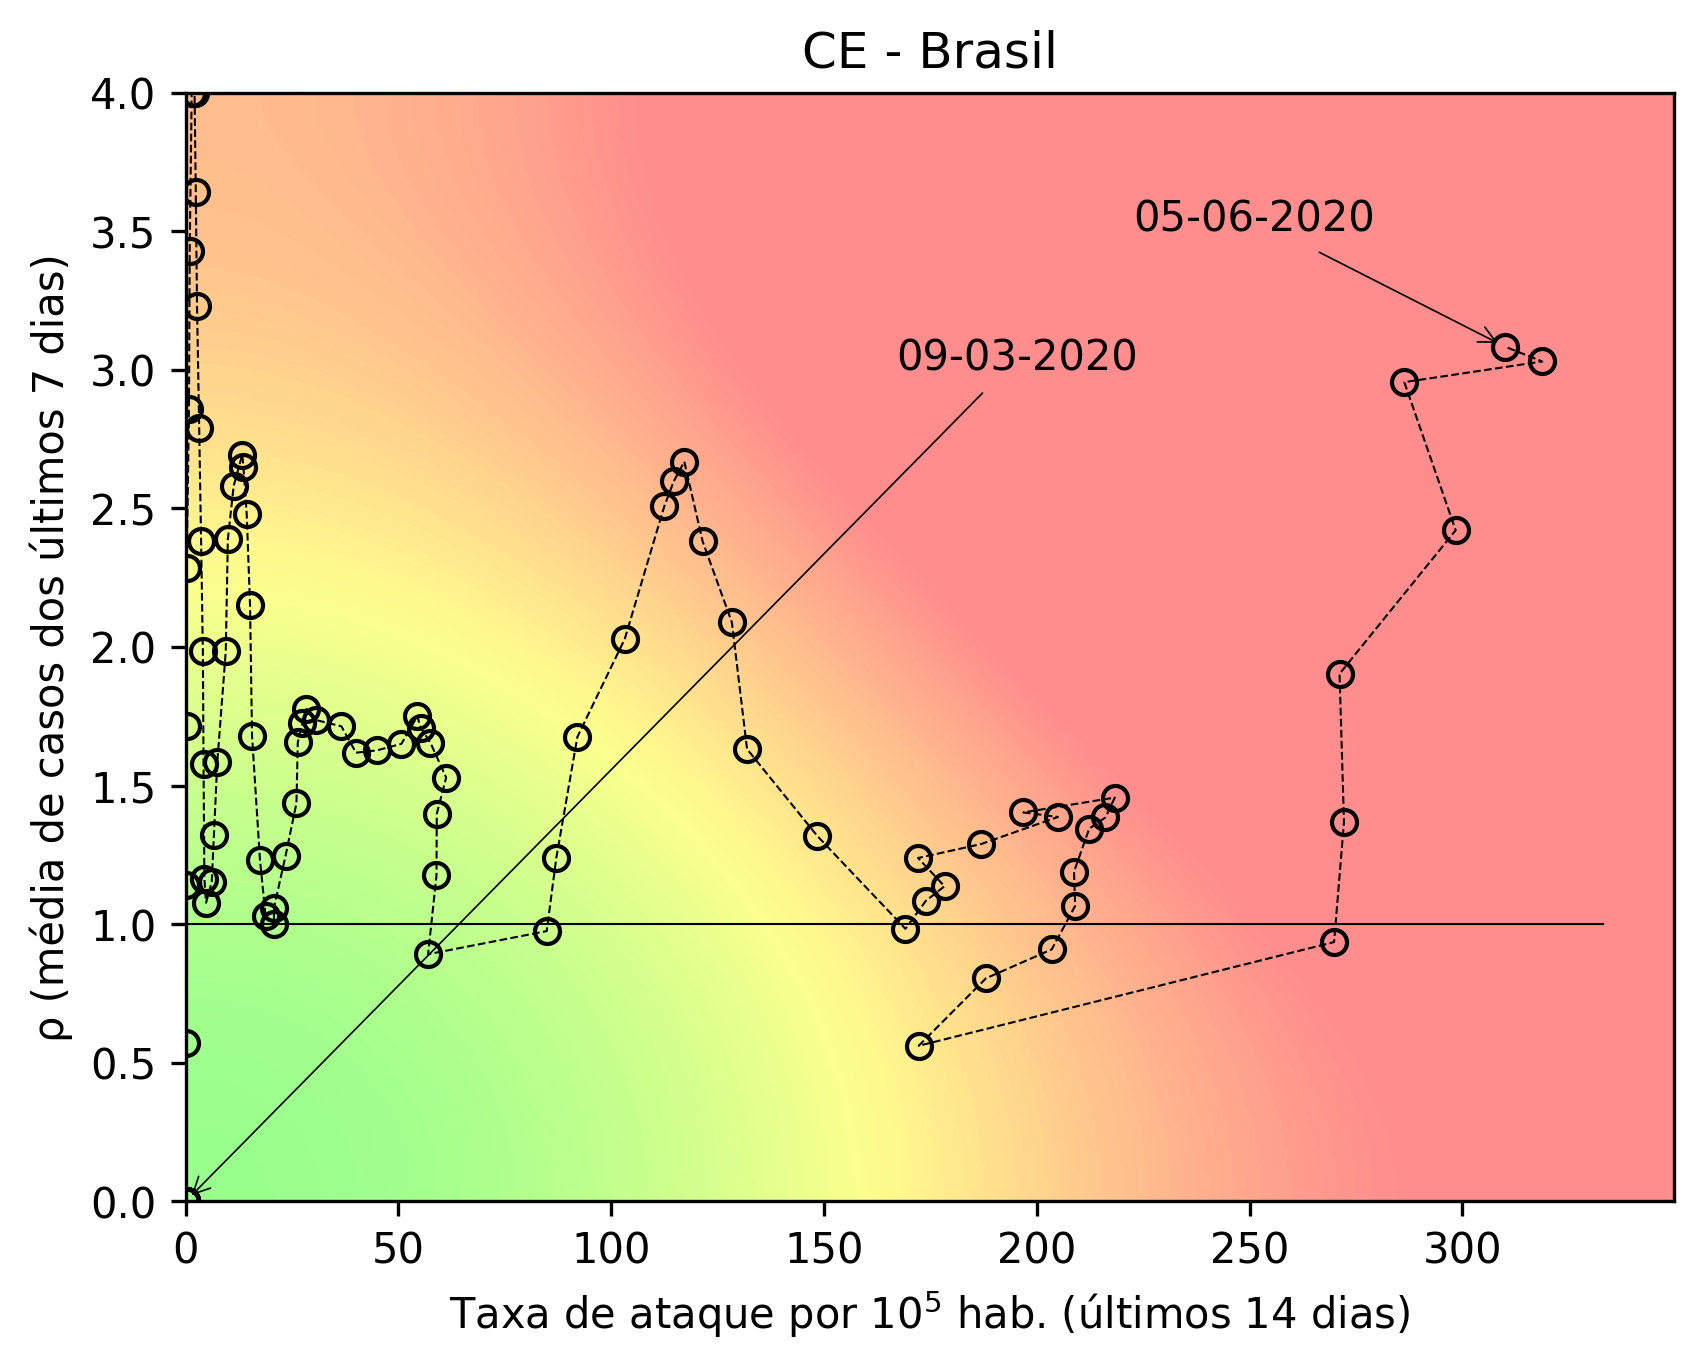 CE - Brasil
4.0
3.5
3.0
2.5
2.0
1.5
1.0
0.5
0.0
ρ (média de casos dos últimos 7 dias)
05-06-2020
09-03-2020
0 50 100 150 200 250 300
Taxa de ataque por 10⁵ hab. (últimos 14 dias)